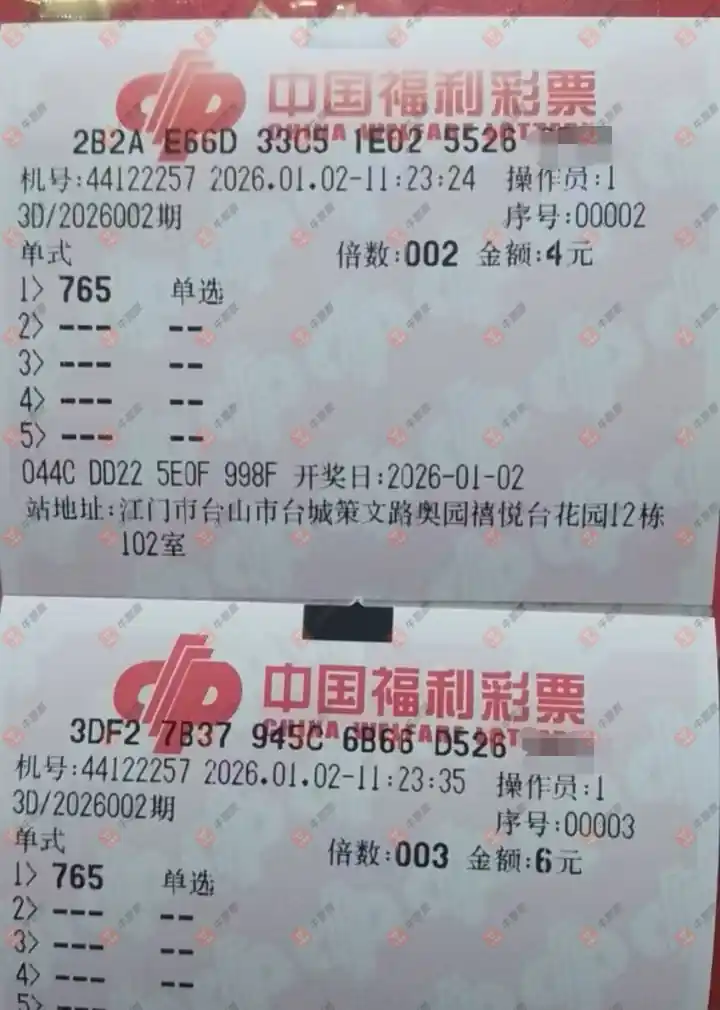 中国福利彩票
CHINA WELFARE LOTTERY
2B2A E66D 33C5 1E02 5526
机号:44122257 2026.01.02-11:23:24 操作员:1
3D/2026002期 序号:00002
单式 倍数:002 金额:4元
1> 765 单选
2> --- --
3> --- --
4> --- --
5> --- --
044C DD22 5E0F 998F 开奖日:2026-01-02
站地址:江门市台山市台城策文路奥园禧悦台花园12栋
102室
中国福利彩票
CHINA WELFARE LOTTERY
3DF2 7B37 945C 6B66 D526
机号:44122257 2026.01.02-11:23:35 操作员:1
3D/2026002期 序号:00003
单式 倍数:003 金额:6元
1> 765 单选
2> --- --
3> --- --
4> --- --
5> ---